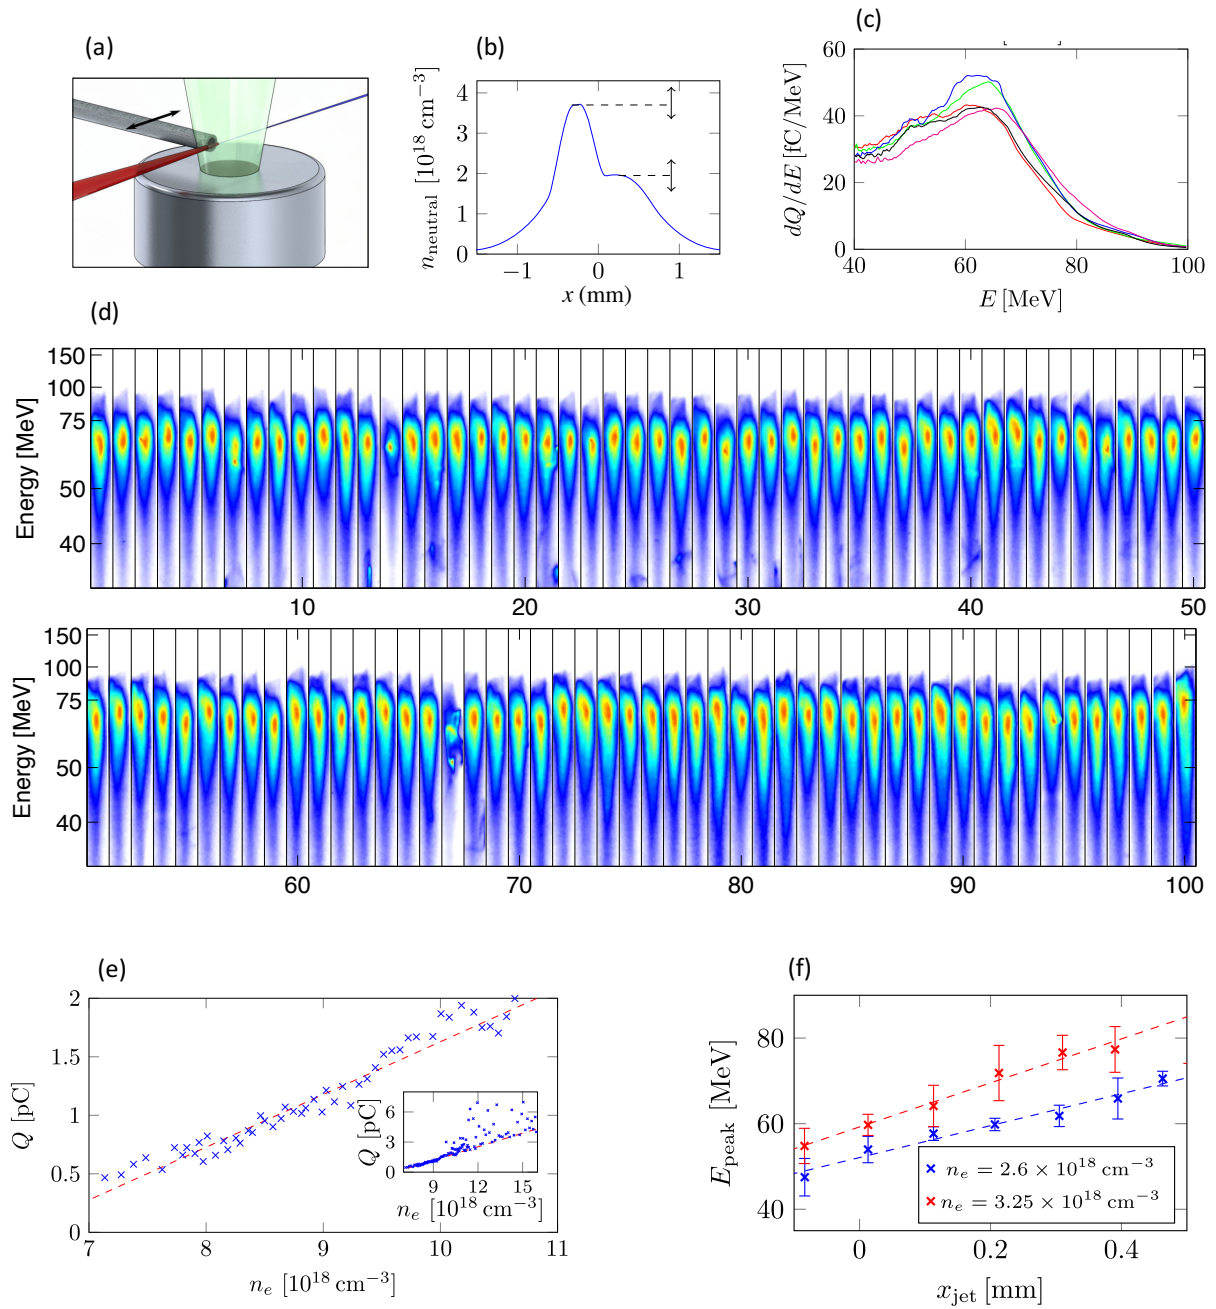 (a)
(b)
n_neutral [10^18 cm^−3]
4
3
2
1
0
−1
0
1
x (mm)
(c)
dQ/dE [fC/MeV]
60
40
20
0
40
60
80
100
E [MeV]
(d)
Energy [MeV]
150
100
75
50
40
10
20
30
40
50
Energy [MeV]
150
100
75
50
40
60
70
80
90
100
(e)
Q [pC]
2
1.5
1
0.5
0
7
8
9
10
11
n_e [10^18 cm^−3]
Q [pC]
6
3
0
9
12
15
n_e [10^18 cm^−3]
(f)
E_peak [MeV]
80
60
40
n_e = 2.6 × 10^18 cm^−3
n_e = 3.25 × 10^18 cm^−3
0
0.2
0.4
x_jet [mm]